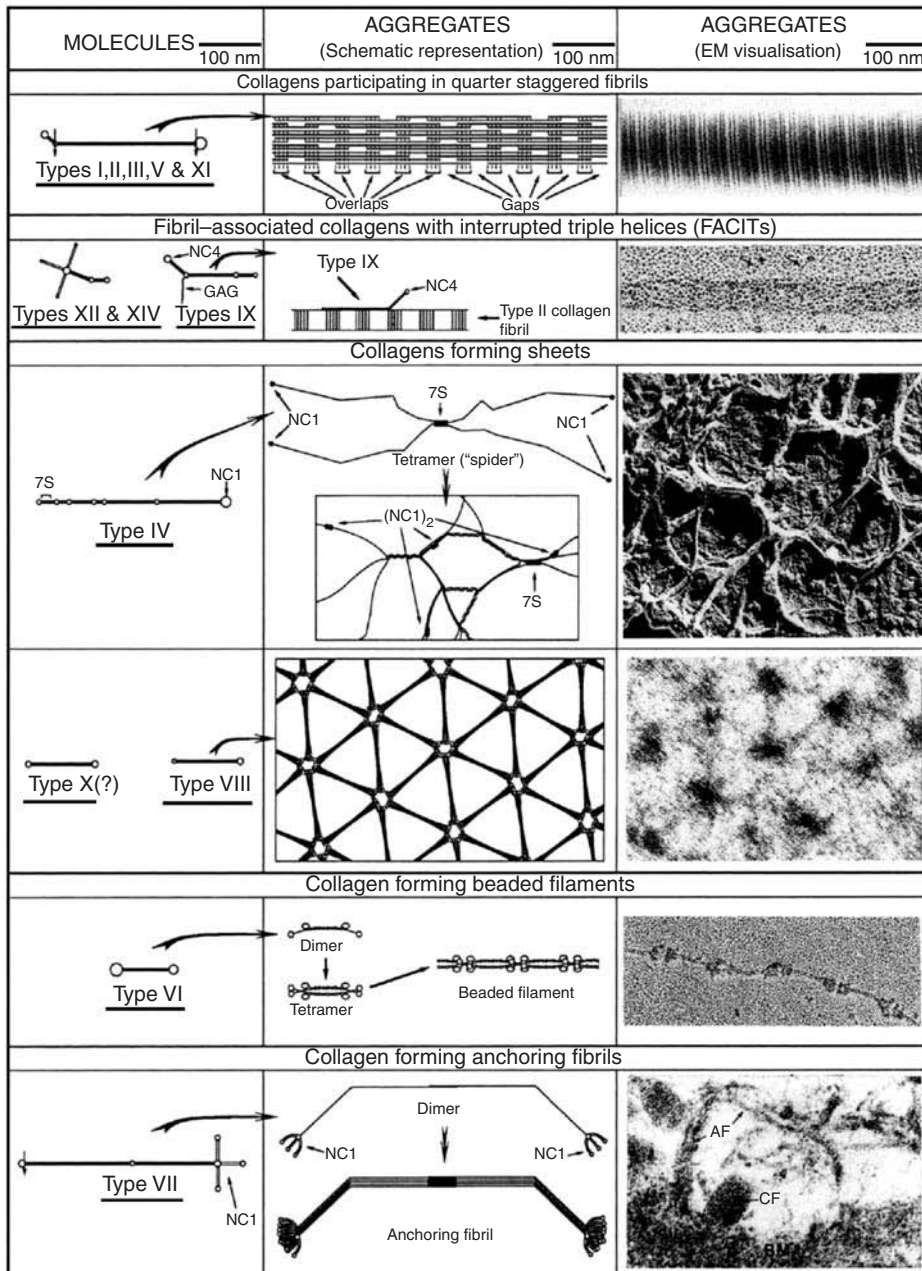 MOLECULES
100 nm
AGGREGATES
(Schematic representation)
100 nm
AGGREGATES
(EM visualisation)
100 nm
Collagens participating in quarter staggered fibrils
Types I,II,III,V & XI
Overlaps
Gaps
Fibril–associated collagens with interrupted triple helices (FACITs)
Types XII & XIV
NC4
GAG
Types IX
Type IX
NC4
Type II collagen
fibril
Collagens forming sheets
7S
NC1
Type IV
NC1
7S
NC1
Tetramer (“spider”)
(NC1)2
7S
Type X(?)
Type VIII
Collagen forming beaded filaments
Type VI
Dimer
Tetramer
Beaded filament
Collagen forming anchoring fibrils
Type VII
NC1
Dimer
NC1
NC1
Anchoring fibril
AF
CF